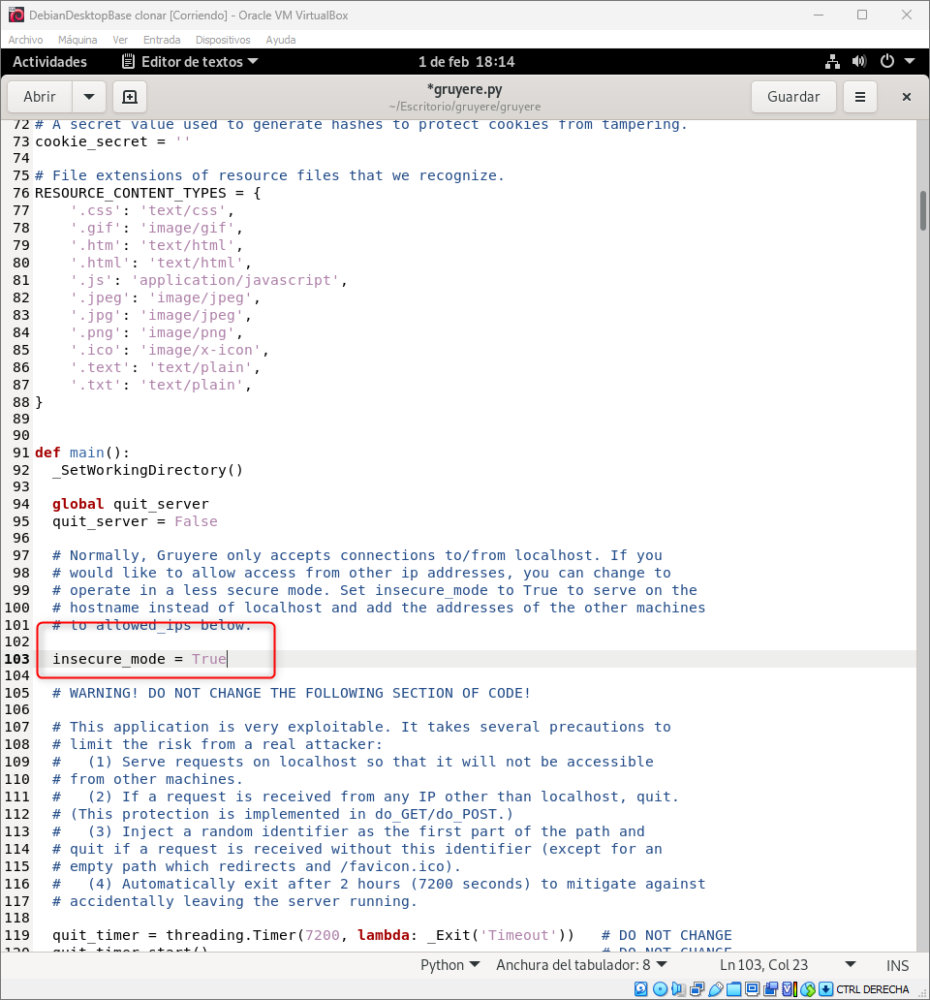 DebianDesktopBase clonar [Corriendo] - Oracle VM VirtualBox
Archivo Máquina Ver Entrada Dispositivos Ayuda
Actividades Editor de textos 1 de feb 18:14
Abrir *gruyere.py Guardar
~/Escritorio/gruyere/gruyere
72 # A secret value used to generate hashes to protect cookies from tampering.
73 cookie_secret = ''
74
75 # File extensions of resource files that we recognize.
76 RESOURCE_CONTENT_TYPES = {
77     '.css': 'text/css',
78     '.gif': 'image/gif',
79     '.htm': 'text/html',
80     '.html': 'text/html',
81     '.js': 'application/javascript',
82     '.jpeg': 'image/jpeg',
83     '.jpg': 'image/jpeg',
84     '.png': 'image/png',
85     '.ico': 'image/x-icon',
86     '.text': 'text/plain',
87     '.txt': 'text/plain',
88 }
89
90
91 def main():
92   _SetWorkingDirectory()
93
94   global quit_server
95   quit_server = False
96
97   # Normally, Gruyere only accepts connections to/from localhost. If you
98   # would like to allow access from other ip addresses, you can change to
99   # operate in a less secure mode. Set insecure_mode to True to serve on the
100   # hostname instead of localhost and add the addresses of the other machines
101   # to allowed_ips below.
102
103   insecure_mode = True
104
105   # WARNING! DO NOT CHANGE THE FOLLOWING SECTION OF CODE!
106
107   # This application is very exploitable. It takes several precautions to
108   # limit the risk from a real attacker:
109   #   (1) Serve requests on localhost so that it will not be accessible
110   # from other machines.
111   #   (2) If a request is received from any IP other than localhost, quit.
112   # (This protection is implemented in do_GET/do_POST.)
113   #   (3) Inject a random identifier as the first part of the path and
114   # quit if a request is received without this identifier (except for an
115   # empty path which redirects and /favicon.ico).
116   #   (4) Automatically exit after 2 hours (7200 seconds) to mitigate against
117   # accidentally leaving the server running.
118
119   quit_timer = threading.Timer(7200, lambda: _Exit('Timeout'))   # DO NOT CHANGE
120   quit_timer.start()   # DO NOT CHANGE
Python Anchura del tabulador: 8 Ln 103, Col 23 INS
CTRL DERECHA